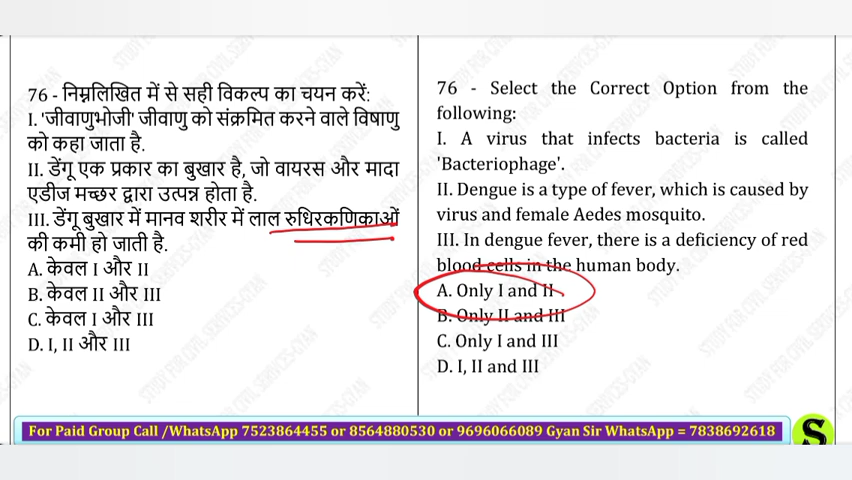 76 - निम्नलिखित में से सही विकल्प का चयन करें:
I. 'जीवाणुभोजी' जीवाणु को संक्रमित करने वाले विषाणु
को कहा जाता है.
II. डेंगू एक प्रकार का बुखार है, जो वायरस और मादा
एडीज मच्छर द्वारा उत्पन्न होता है.
III. डेंगू बुखार में मानव शरीर में लाल रुधिरकणिकाओं
की कमी हो जाती है.
A. केवल I और II
B. केवल II और III
C. केवल I और III
D. I, II और III
76 - Select the Correct Option from the
following:
I. A virus that infects bacteria is called
'Bacteriophage'.
II. Dengue is a type of fever, which is caused by
virus and female Aedes mosquito.
III. In dengue fever, there is a deficiency of red
blood cells in the human body.
A. Only I and II
B. Only II and III
C. Only I and III
D. I, II and III
For Paid Group Call /WhatsApp 7523864455 or 8564880530 or 9696066089 Gyan Sir WhatsApp = 7838692618
S